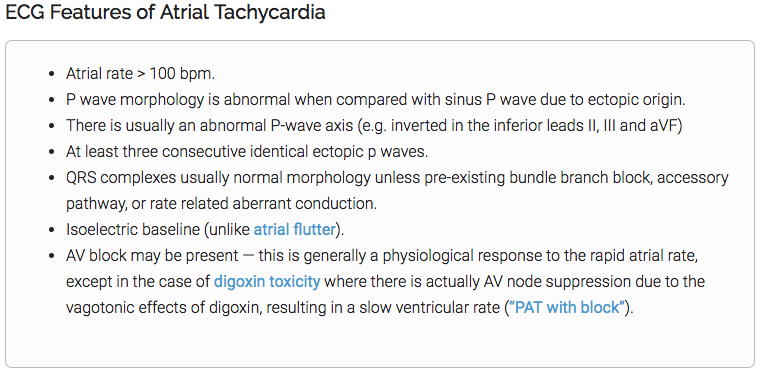 ECG Features of Atrial Tachycardia
• Atrial rate > 100 bpm.
• P wave morphology is abnormal when compared with sinus P wave due to ectopic origin.
• There is usually an abnormal P-wave axis (e.g. inverted in the inferior leads II, III and aVF)
• At least three consecutive identical ectopic p waves.
• QRS complexes usually normal morphology unless pre-existing bundle branch block, accessory
pathway, or rate related aberrant conduction.
• Isoelectric baseline (unlike atrial flutter).
• AV block may be present — this is generally a physiological response to the rapid atrial rate,
except in the case of digoxin toxicity where there is actually AV node suppression due to the
vagotonic effects of digoxin, resulting in a slow ventricular rate (“PAT with block”).